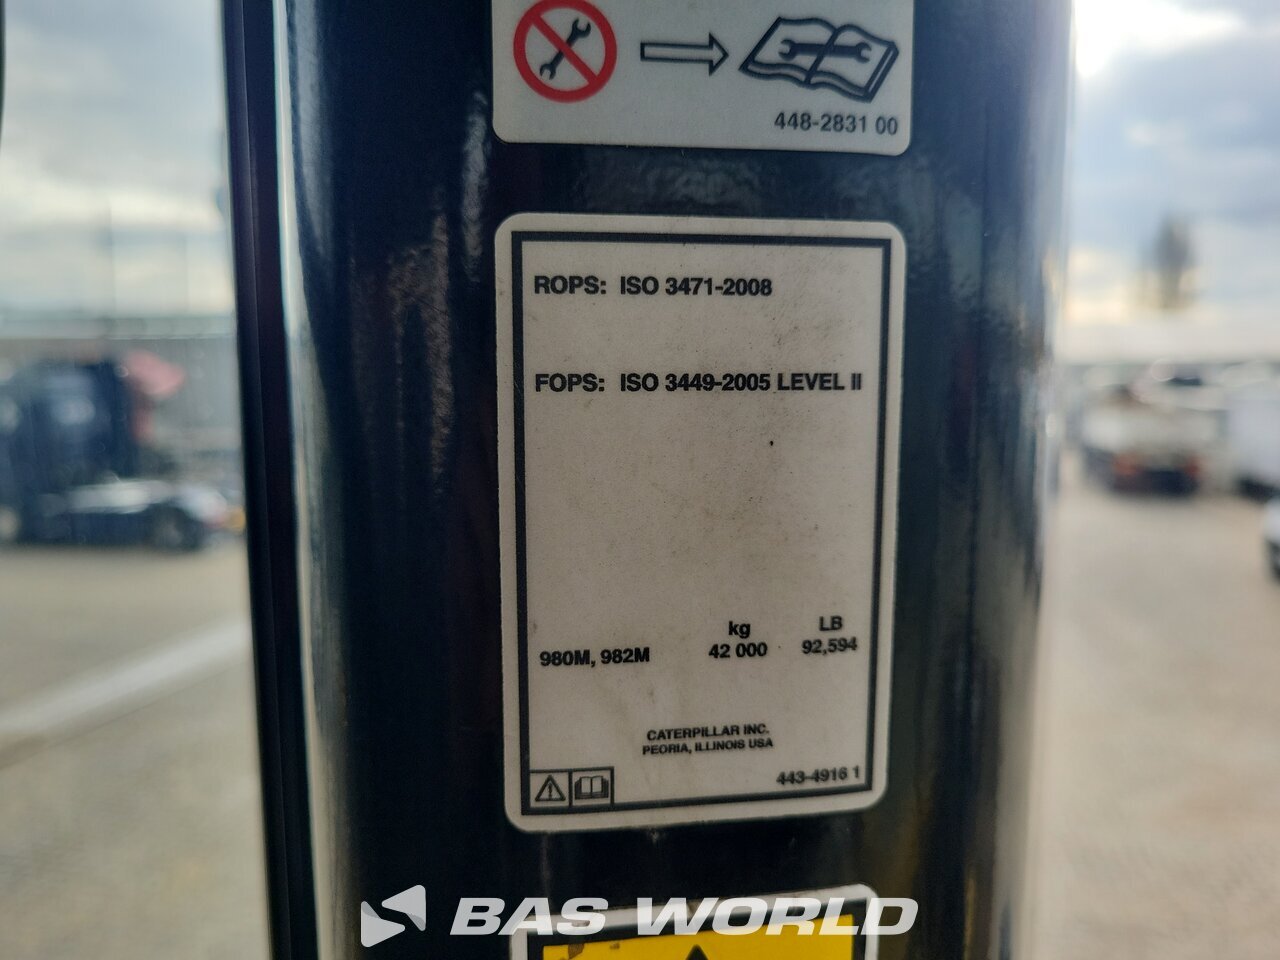 448-2831 00
ROPS: ISO 3471-2008
FOPS: ISO 3449-2005 LEVEL II
kg LB
980M, 982M 42 000 92,594
CATERPILLAR INC.
PEORIA, ILLINOIS USA
443-4916 1
BAS WORLD